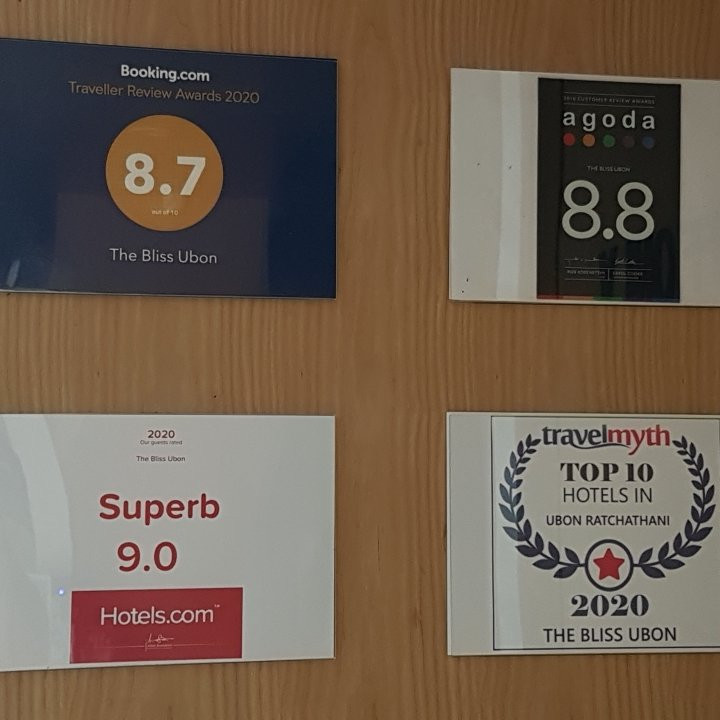 Booking.com
Traveller Review Awards 2020
8.7
out of 10
The Bliss Ubon
CUSTOMER REVIEW AWARDS
agoda
THE BLISS UBON
8.8
2020
Our guests rated
The Bliss Ubon
Superb
9.0
Hotels.com™
travelmyth
TOP 10
HOTELS IN
UBON RATCHATHANI
2020
THE BLISS UBON